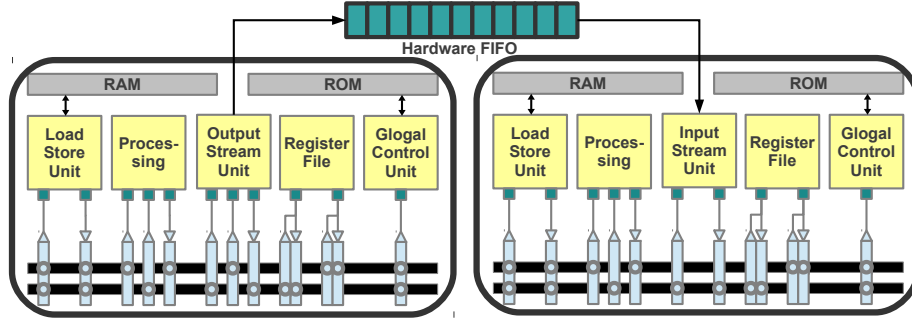 Hardware FIFO
RAM
ROM
Load
Store
Unit
Proces-
sing
Output
Stream
Unit
Register
File
Glogal
Control
Unit
RAM
ROM
Load
Store
Unit
Proces-
sing
Input
Stream
Unit
Register
File
Glogal
Control
Unit